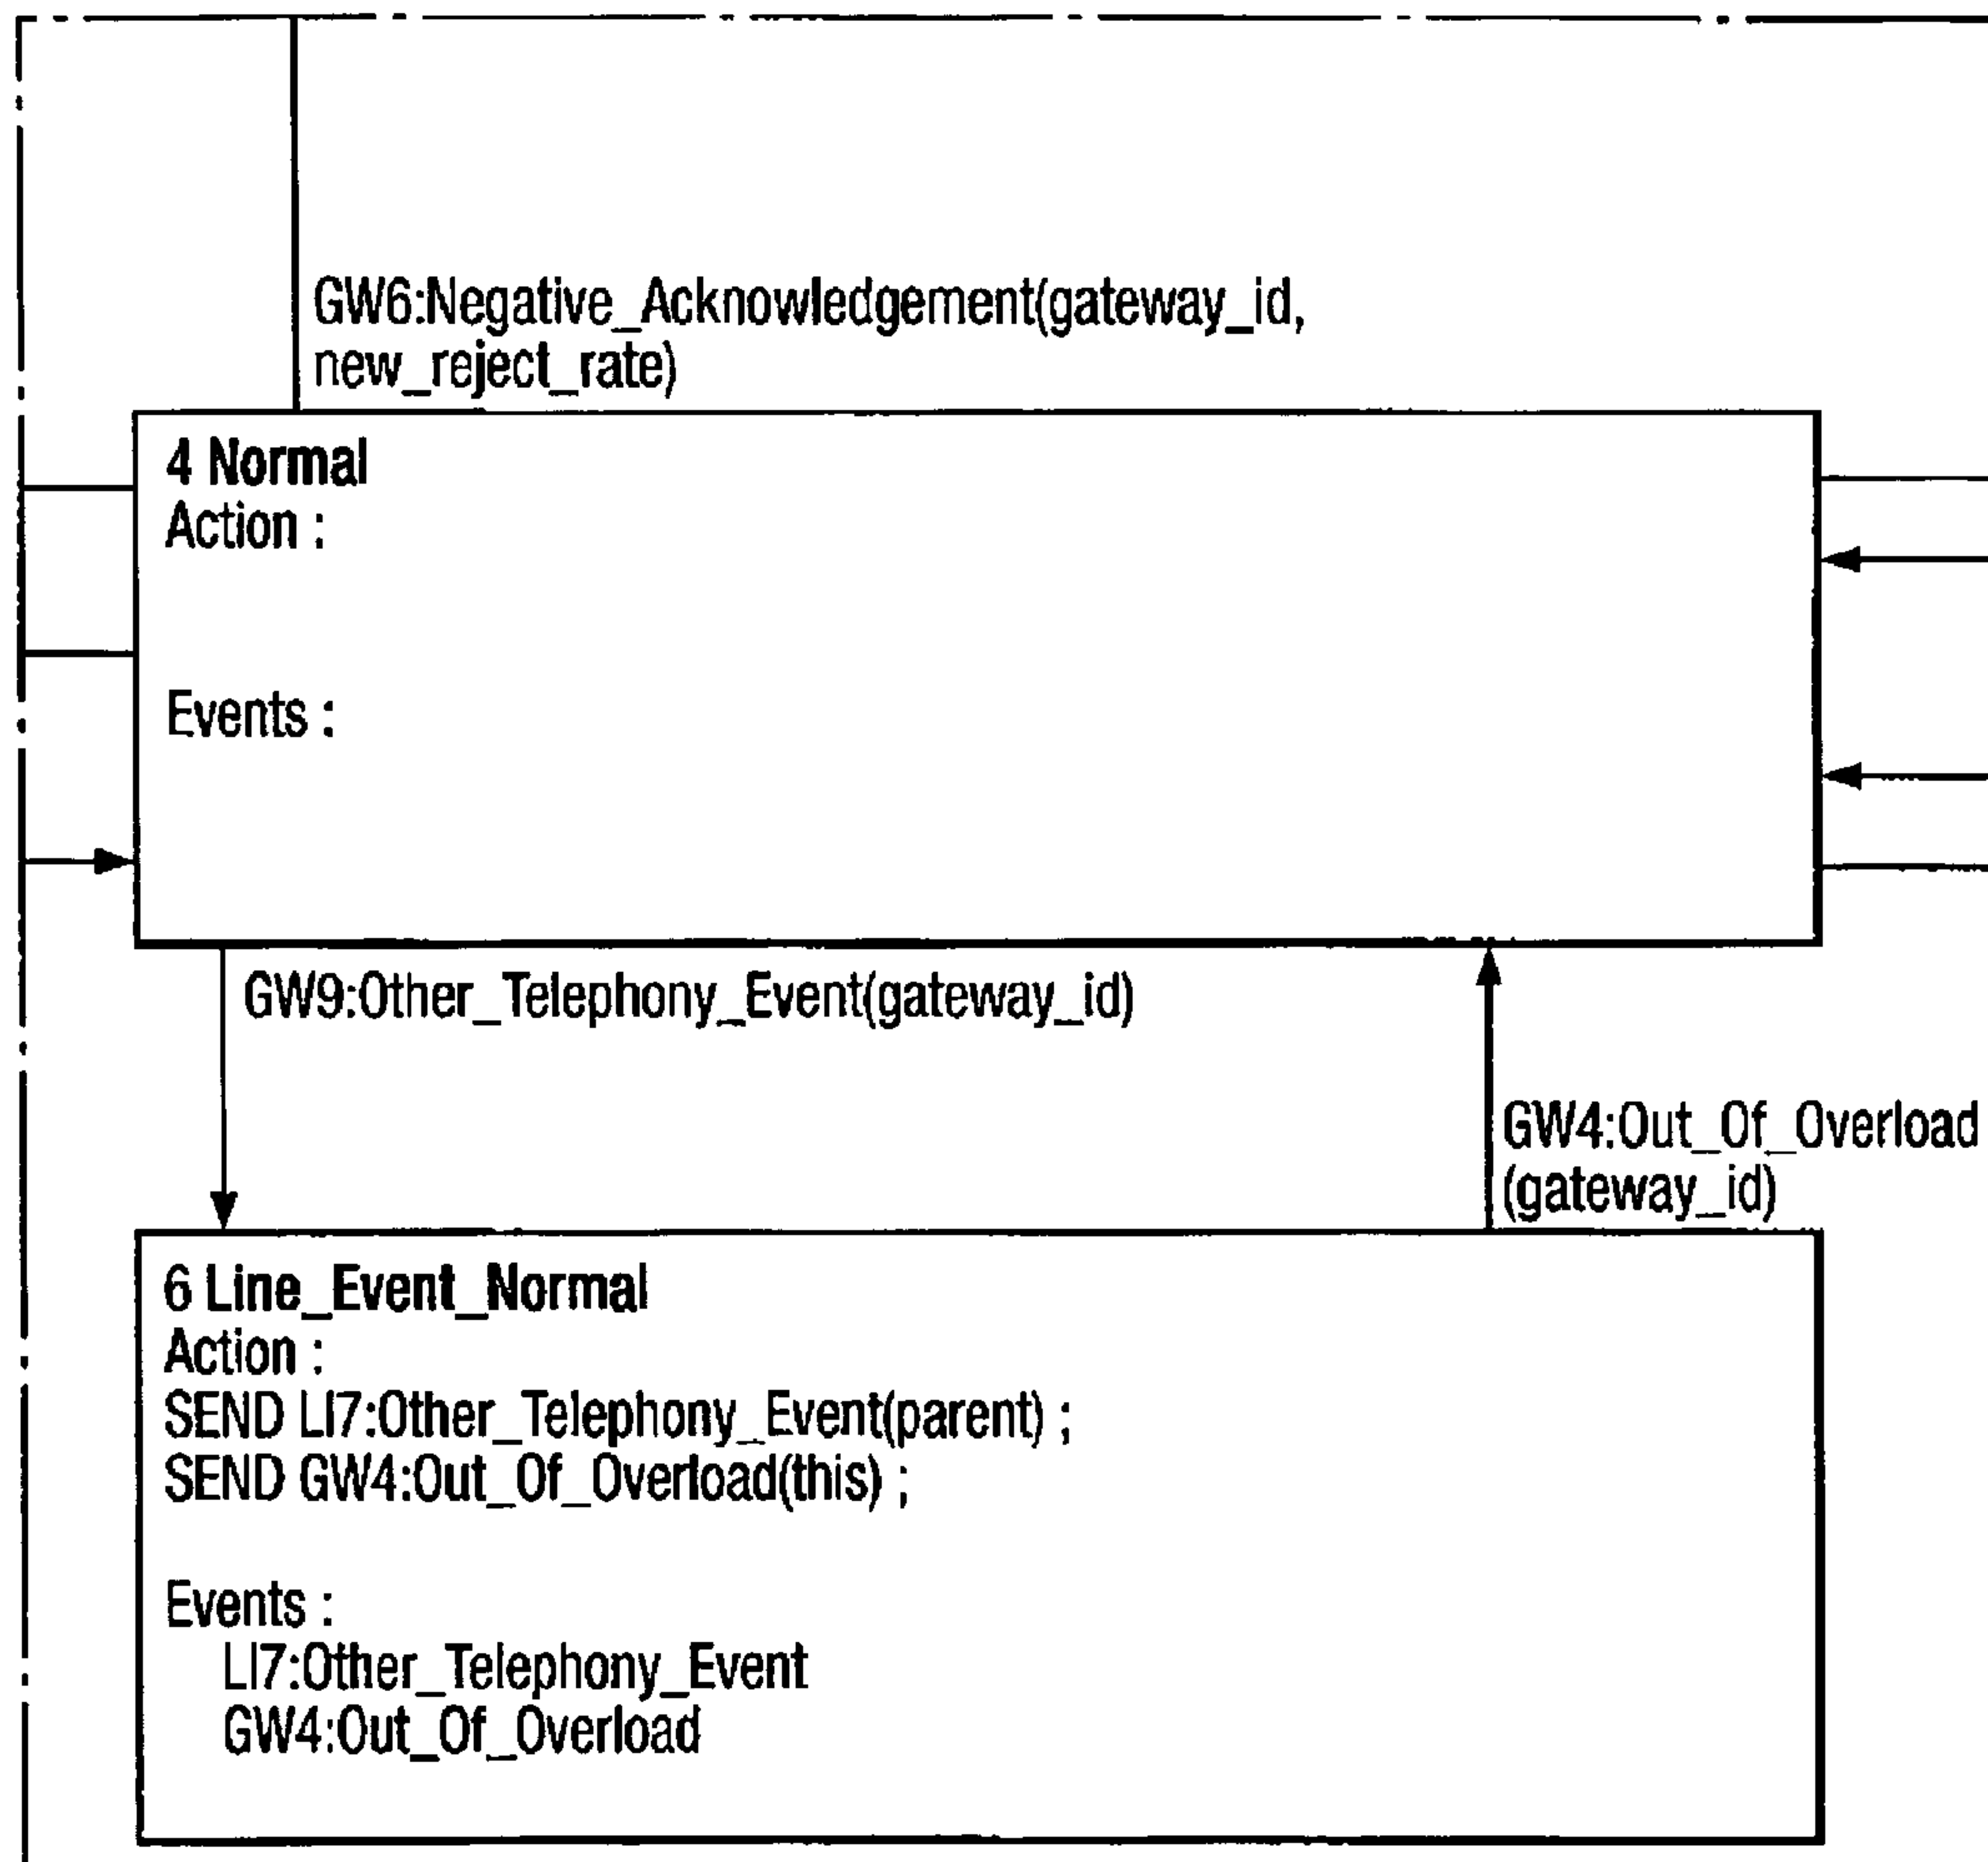 GW6:Negative_Acknowledgement(gateway_id,
new_reject_rate)
4 Normal
Action :
Events :
GW9:Other_Telephony_Event(gateway_id)
GW4:Out_Of_Overload
(gateway_id)
6 Line_Event_Normal
Action :
SEND LI7:Other_Telephony_Event(parent) ;
SEND GW4:Out_Of_Overload(this) ;
Events :
LI7:Other_Telephony_Event
GW4:Out_Of_Overload